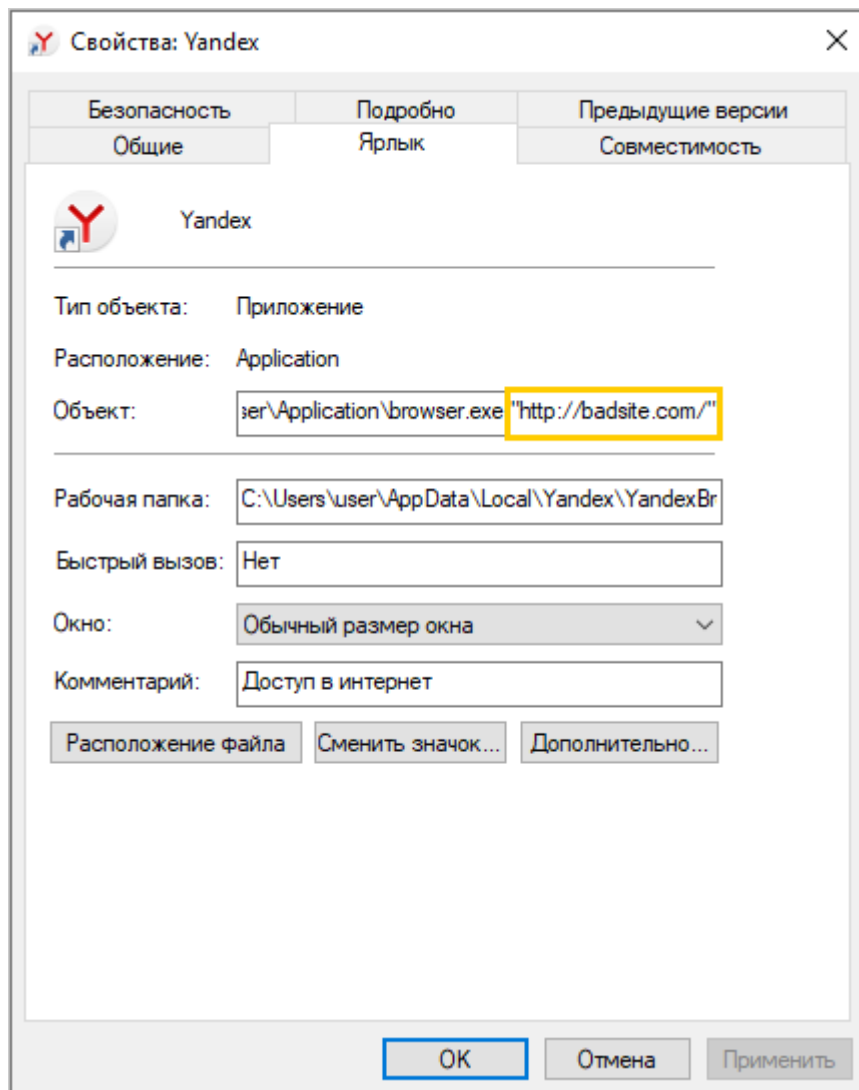 Свойства: Yandex
Безопасность Подробно Предыдущие версии
Общие Ярлык Совместимость
Yandex
Тип объекта: Приложение
Расположение: Application
Объект: ser\Application\browser.exe "http://badsite.com/"
Рабочая папка: C:\Users\user\AppData\Local\Yandex\YandexBr
Быстрый вызов: Нет
Окно: Обычный размер окна
Комментарий: Доступ в интернет
Расположение файла Сменить значок... Дополнительно...
OK Отмена Применить